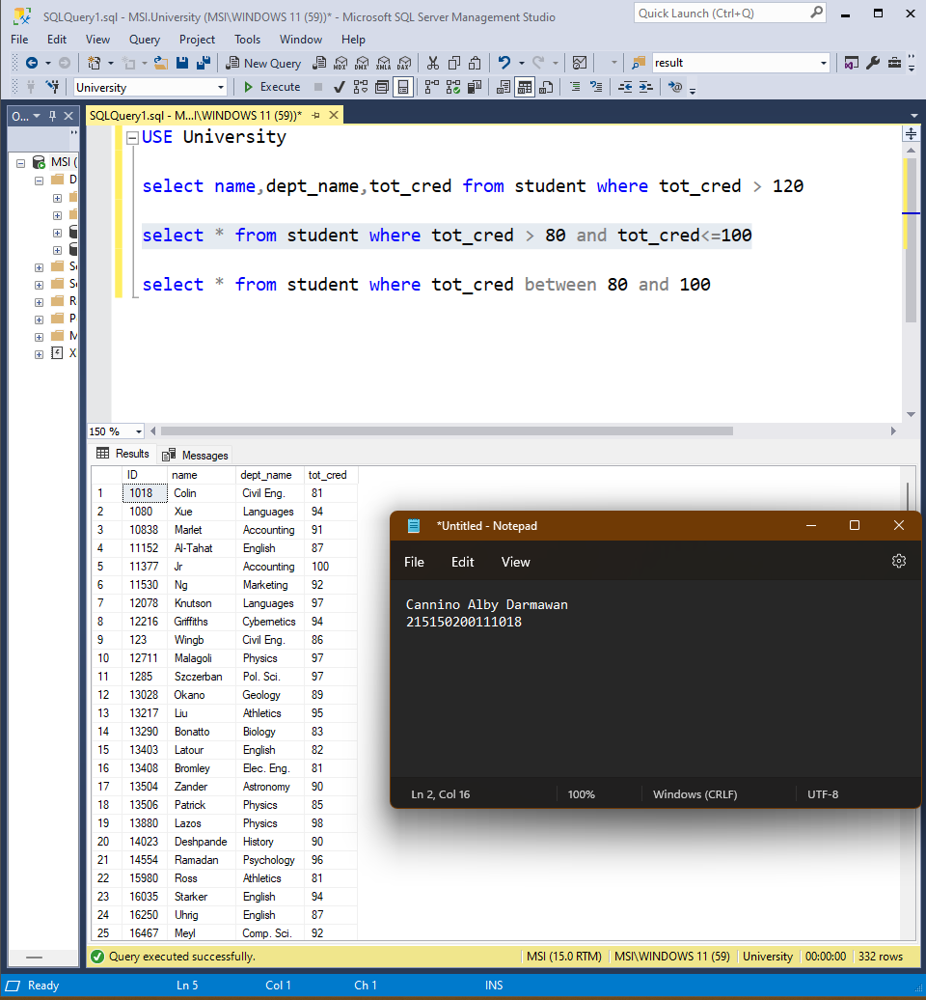 SQLQuery1.sql - MSI.University (MSI\WINDOWS 11 (59))* - Microsoft SQL Server Management Studio
Quick Launch (Ctrl+Q)
File Edit View Query Project Tools Window Help
New Query MDX DMX XMLA DAX result
University Execute
O... SQLQuery1.sql - M...I\WINDOWS 11 (59))*
MSI (
D
S
S
R
P
M
X
USE University
select name,dept_name,tot_cred from student where tot_cred > 120
select * from student where tot_cred > 80 and tot_cred<=100
select * from student where tot_cred between 80 and 100
150 %
Results Messages
ID name dept_name tot_cred
1 1018 Colin Civil Eng. 81
2 1080 Xue Languages 94
3 10838 Marlet Accounting 91
4 11152 Al-Tahat English 87
5 11377 Jr Accounting 100
6 11530 Ng Marketing 92
7 12078 Knutson Languages 97
8 12216 Griffiths Cybernetics 94
9 123 Wingb Civil Eng. 86
10 12711 Malagoli Physics 97
11 1285 Szczerban Pol. Sci. 97
12 13028 Okano Geology 89
13 13217 Liu Athletics 95
14 13290 Bonatto Biology 83
15 13403 Latour English 82
16 13408 Bromley Elec. Eng. 81
17 13504 Zander Astronomy 90
18 13506 Patrick Physics 85
19 13880 Lazos Physics 98
20 14023 Deshpande History 90
21 14554 Ramadan Psychology 96
22 15980 Ross Athletics 81
23 16035 Starker English 94
24 16250 Uhrig English 87
25 16467 Meyl Comp. Sci. 92
*Untitled - Notepad
File Edit View
Cannino Alby Darmawan
215150200111018
Ln 2, Col 16 100% Windows (CRLF) UTF-8
Query executed successfully. MSI (15.0 RTM) MSI\WINDOWS 11 (59) University 00:00:00 332 rows
Ready Ln 5 Col 1 Ch 1 INS